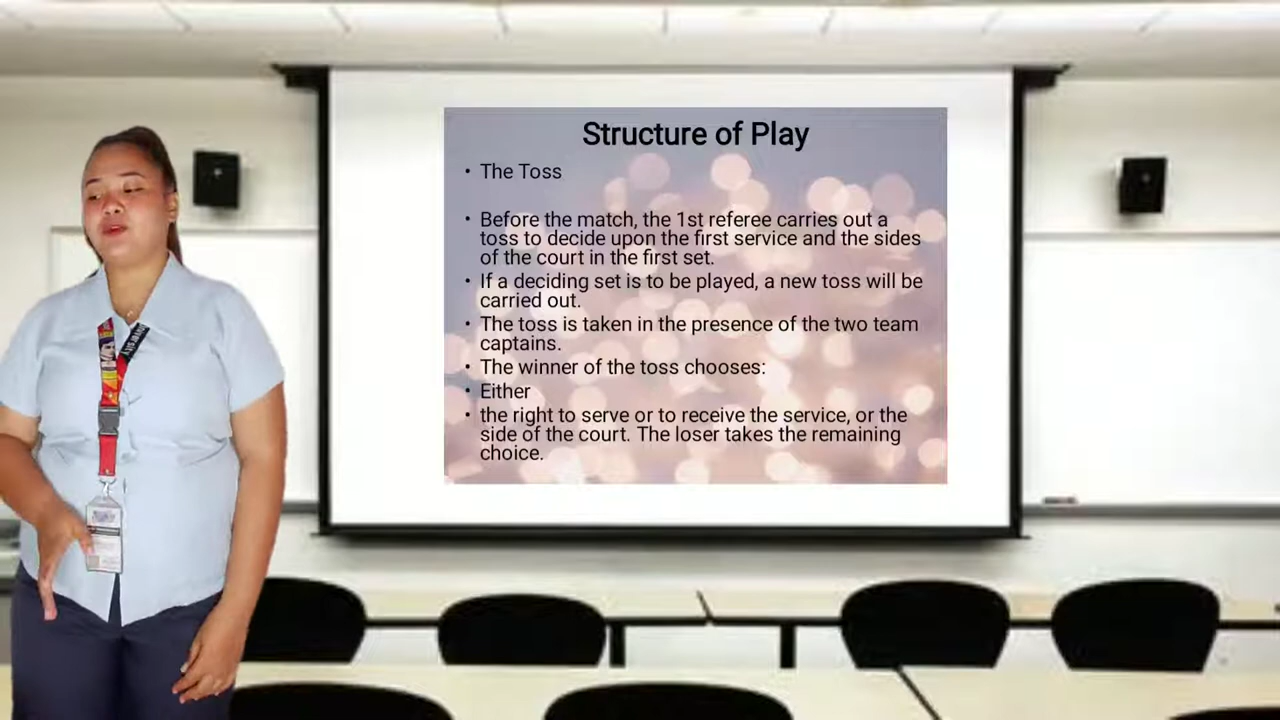 Structure of Play
• The Toss
• Before the match, the 1st referee carries out a
toss to decide upon the first service and the sides
of the court in the first set.
• If a deciding set is to be played, a new toss will be
carried out.
• The toss is taken in the presence of the two team
captains.
• The winner of the toss chooses:
• Either
• the right to serve or to receive the service, or the
side of the court. The loser takes the remaining
choice.